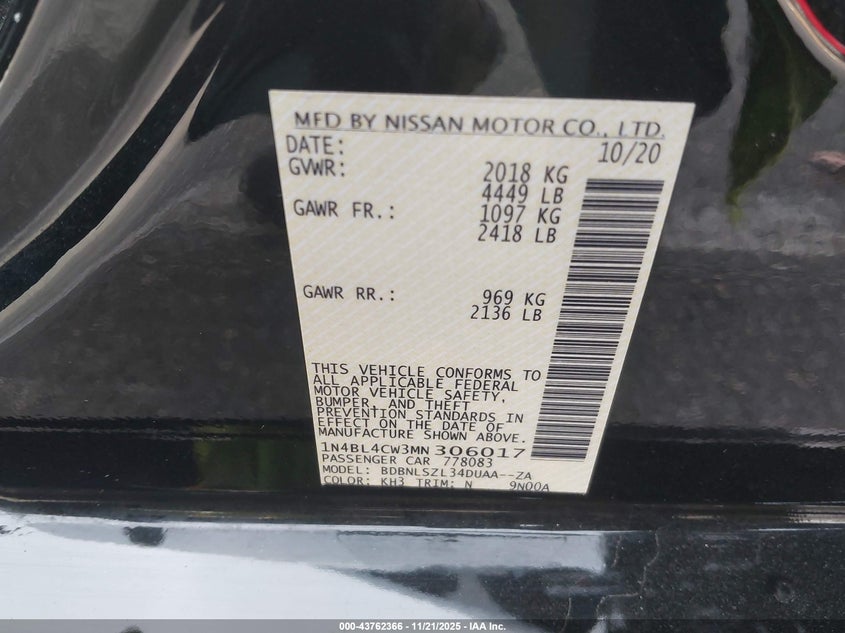 MFD BY NISSAN MOTOR CO., LTD.
DATE: 10/20
GVWR: 2018 KG
4449 LB
GAWR FR.: 1097 KG
2418 LB
GAWR RR.: 969 KG
2136 LB
THIS VEHICLE CONFORMS TO
ALL APPLICABLE FEDERAL
MOTOR VEHICLE SAFETY,
BUMPER, AND THEFT
PREVENTION STANDARDS IN
EFFECT ON THE DATE OF
MANUFACTURE SHOWN ABOVE.
1N4BL4CW3MN306017
PASSENGER CAR 778083
MODEL: BDBNLSZL34DUAA--ZA
COLOR: KH3 TRIM: N 9N00A
000-43762366 - 11/21/2025 - IAA Inc.